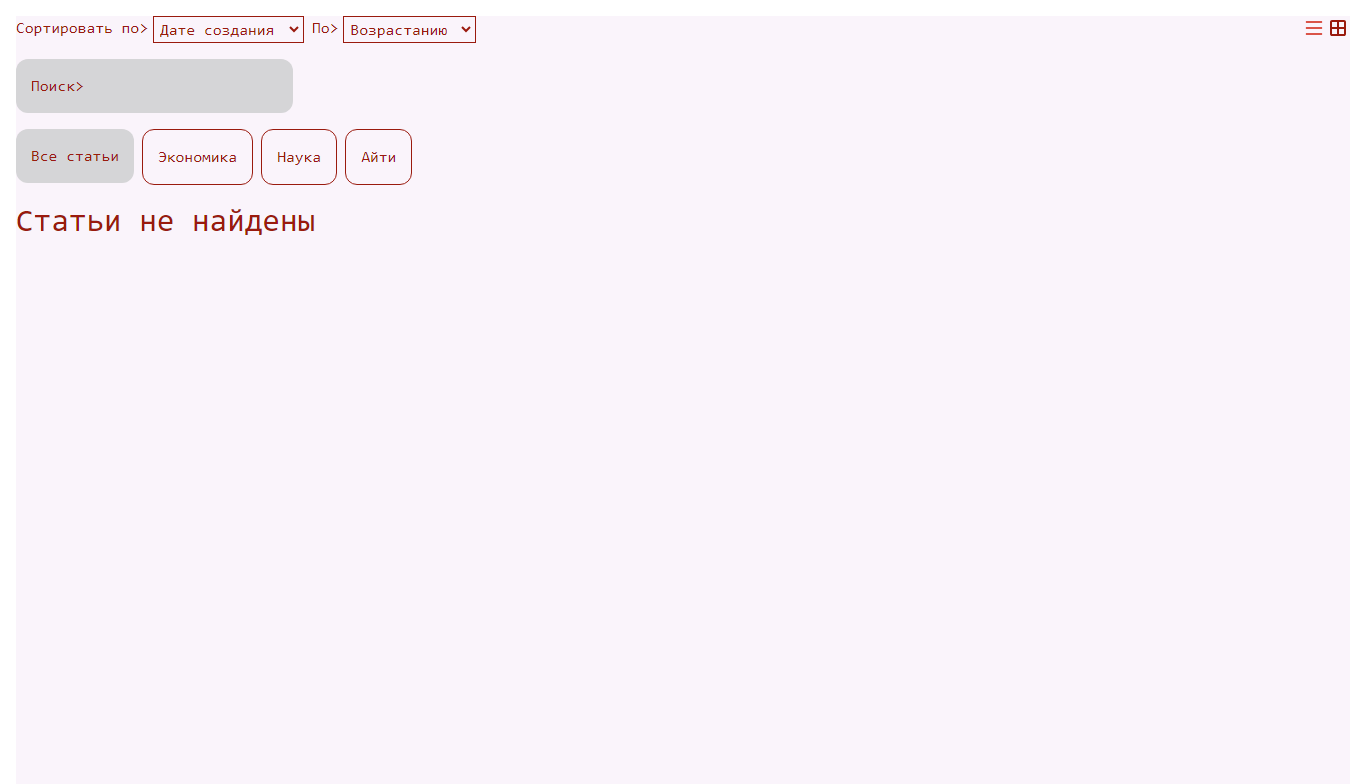 Сортировать по> Дате создания По> Возрастанию
Поиск>
Все статьи Экономика Наука Айти
Статьи не найдены